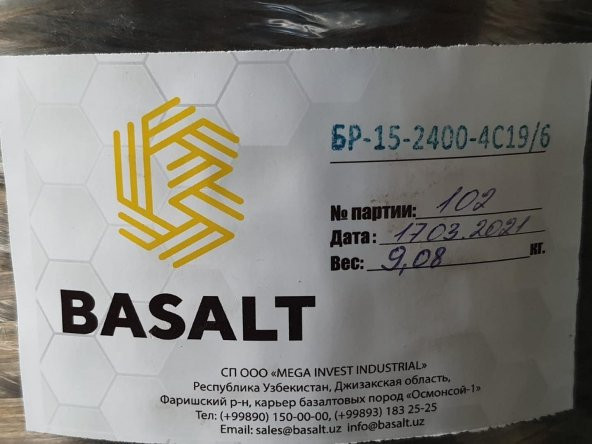 БР-15-2400-4С19/6
№ партии: 102
Дата: 17.03.2021
Вес: 9,08 кг.
BASALT
СП ООО «MEGA INVEST INDUSTRIAL»
Республика Узбекистан, Джизакская область,
Фаришский р-н, карьер базалтовых пород «Осмонсой-1»
Тел: (+99890) 150-00-00, (+99893) 183 25-25
Email: sales@basalt.uz info@basalt.uz